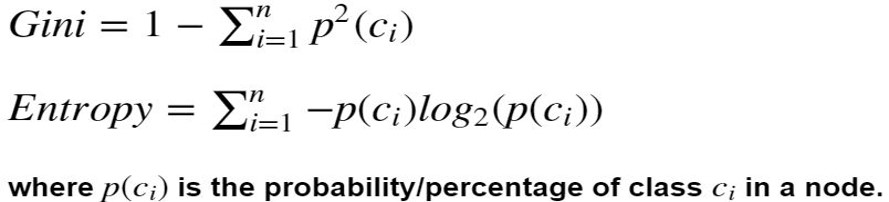 Gini = 1 − ∑ⁿᵢ₌₁ p²(cᵢ)
Entropy = ∑ⁿᵢ₌₁ −p(cᵢ)log₂(p(cᵢ))
where p(cᵢ) is the probability/percentage of class cᵢ in a node.